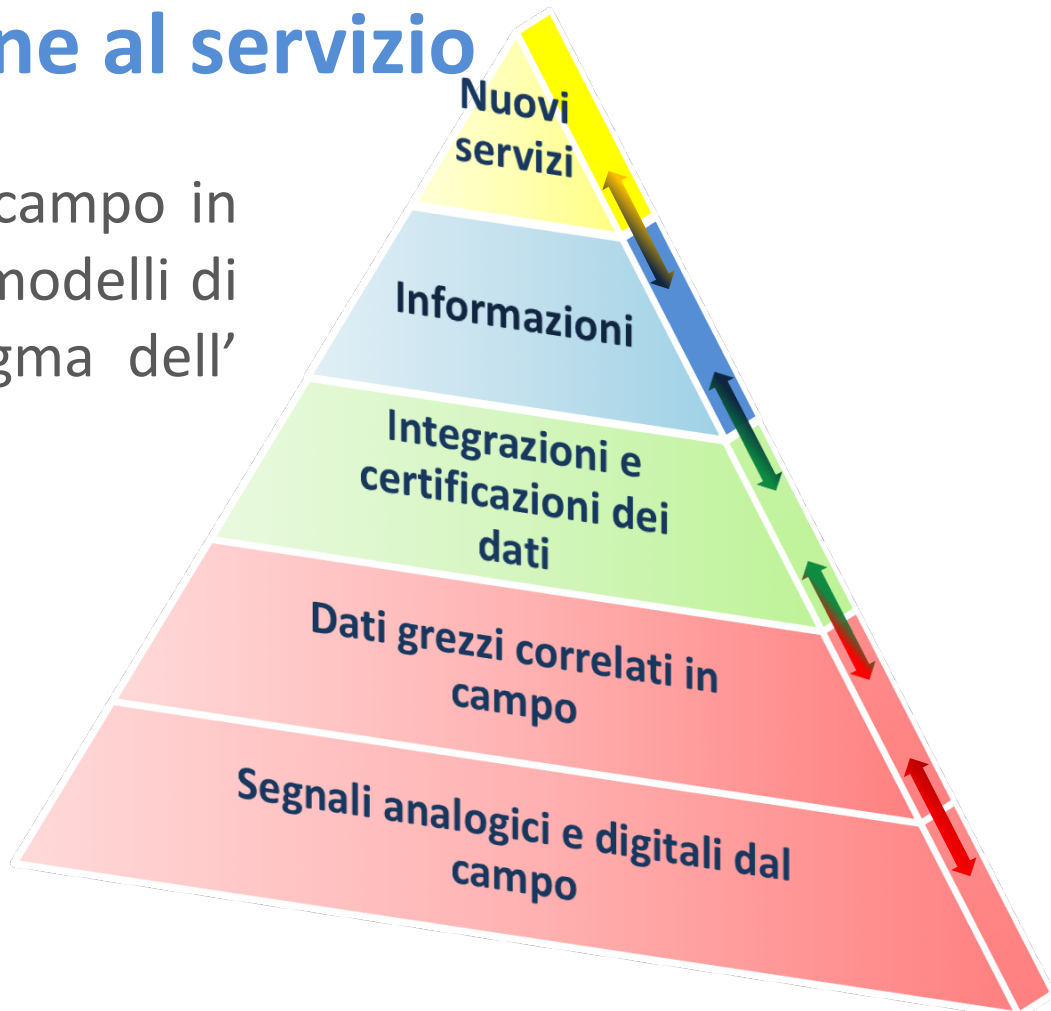 ne al servizio
Nuovi
servizi
campo in
modelli di
gma dell’
Informazioni
Integrazioni e
certificazioni dei
dati
Dati grezzi correlati in
campo
Segnali analogici e digitali dal
campo